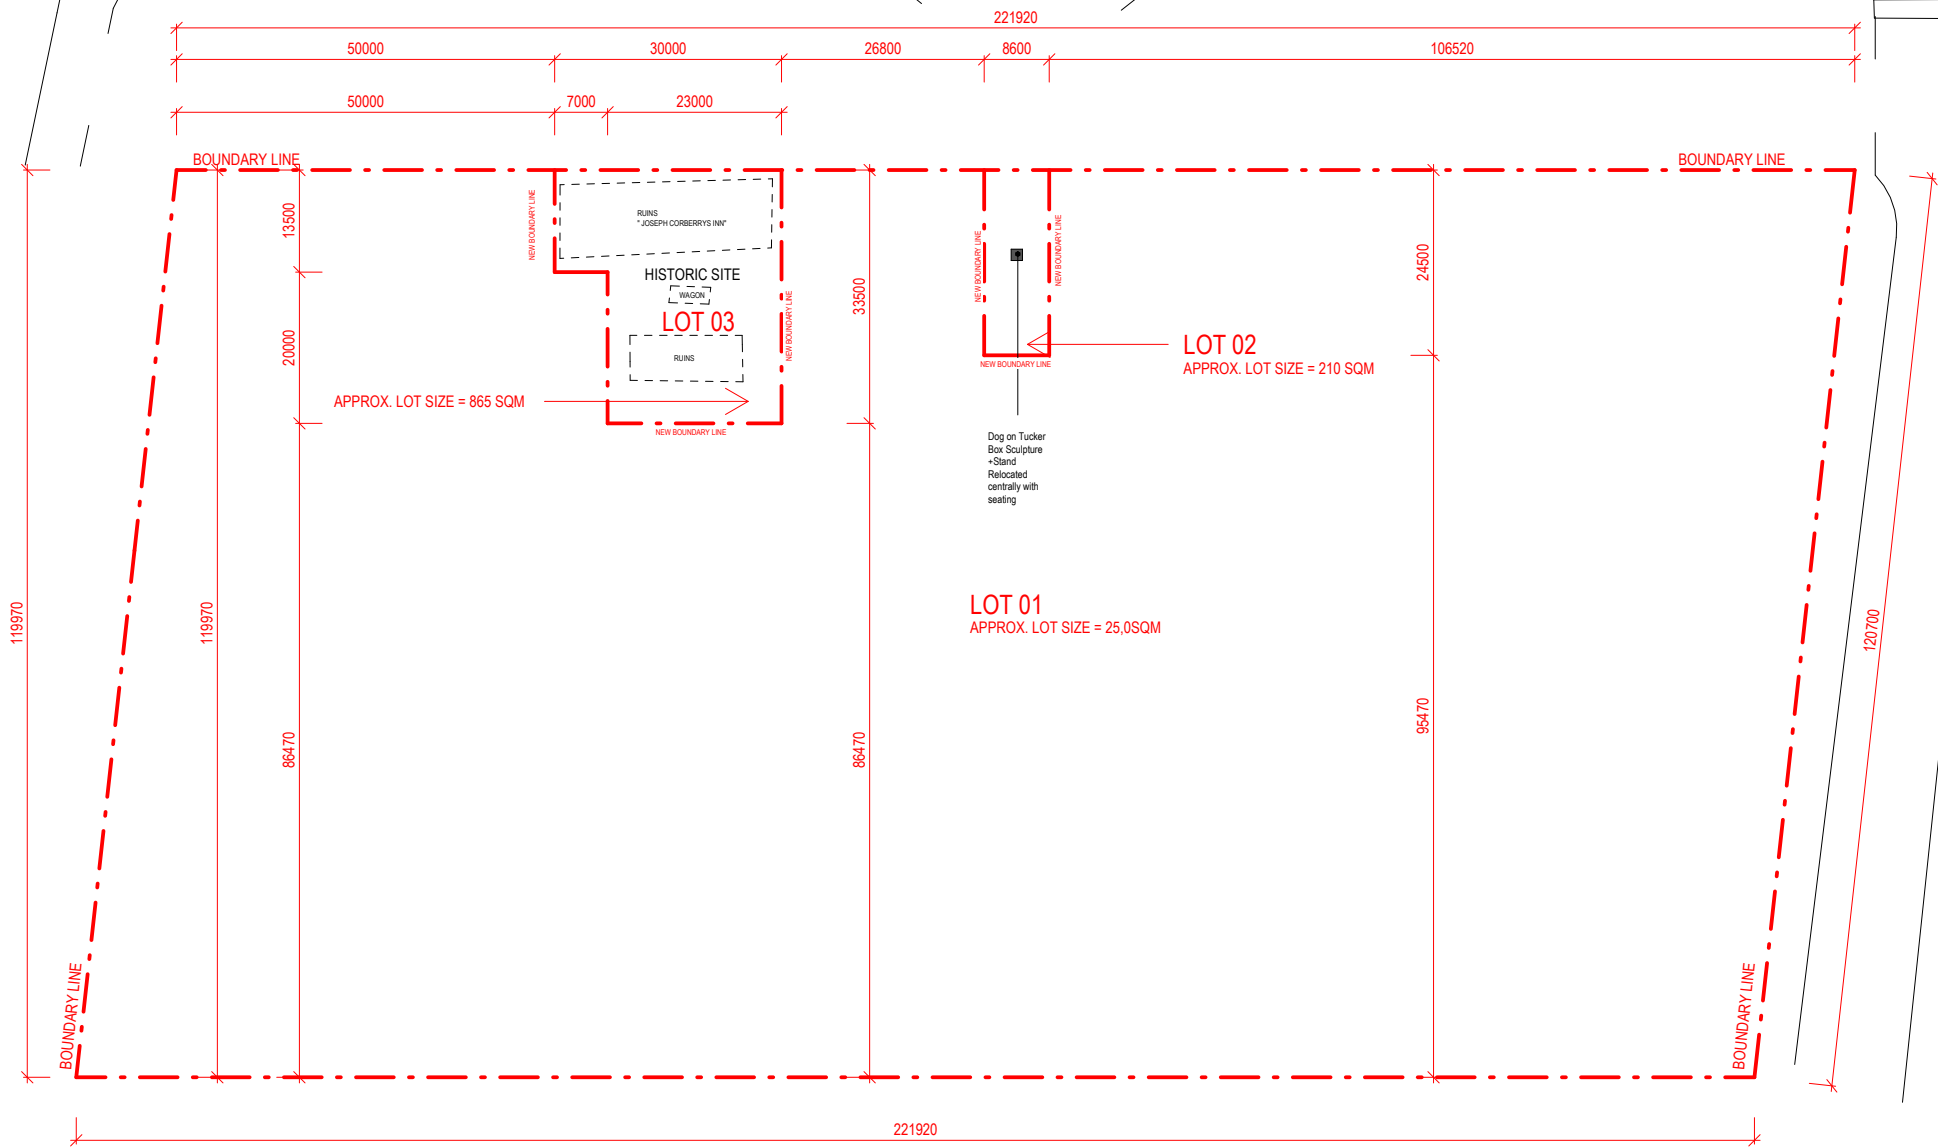 221920
50000
30000
26800
8600
106520
50000
7000
23000
BOUNDARY LINE
BOUNDARY LINE
NEW BOUNDARY LINE
RUINS
" JOSEPH CORBERRYS INN"
HISTORIC SITE
WAGON
LOT 03
RUINS
NEW BOUNDARY LINE
NEW BOUNDARY LINE
APPROX. LOT SIZE = 865 SQM
13500
20000
33500
24500
NEW BOUNDARY LINE
NEW BOUNDARY LINE
NEW BOUNDARY LINE
LOT 02
APPROX. LOT SIZE = 210 SQM
Dog on Tucker
Box Sculpture
+Stand
Relocated
centrally with
seating
LOT 01
APPROX. LOT SIZE = 25,0SQM
119970
119970
86470
86470
95470
120700
BOUNDARY LINE
BOUNDARY LINE
221920